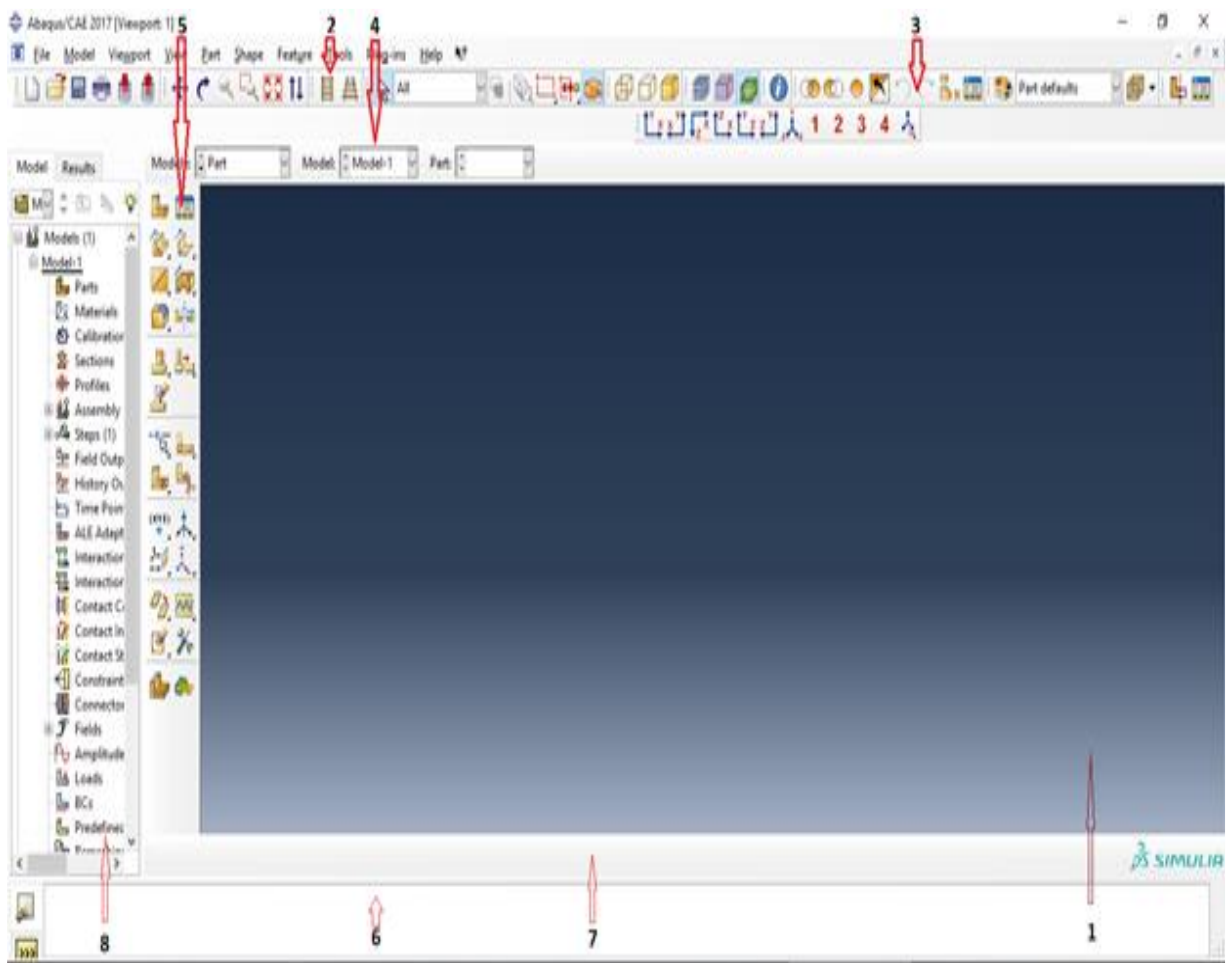 Abaqus/CAE 2017 [Viewport: 1] 5 2 4 3
File Model Viewport View Part Shape Feature Tools Plug-ins Help
All Part defaults
1 2 3 4
Model Results Module: Part Model: Model-1 Part:
Models (1)
Model-1
Parts
Materials
Calibration
Sections
Profiles
Assembly
Steps (1)
Field Outp
History Ou
Time Poin
ALE Adapt
Interaction
Interaction
Contact Co
Contact In
Contact St
Constraint
Connector
Fields
Amplitude
Loads
BCs
Predefined
SIMULIA
8 6 7 1